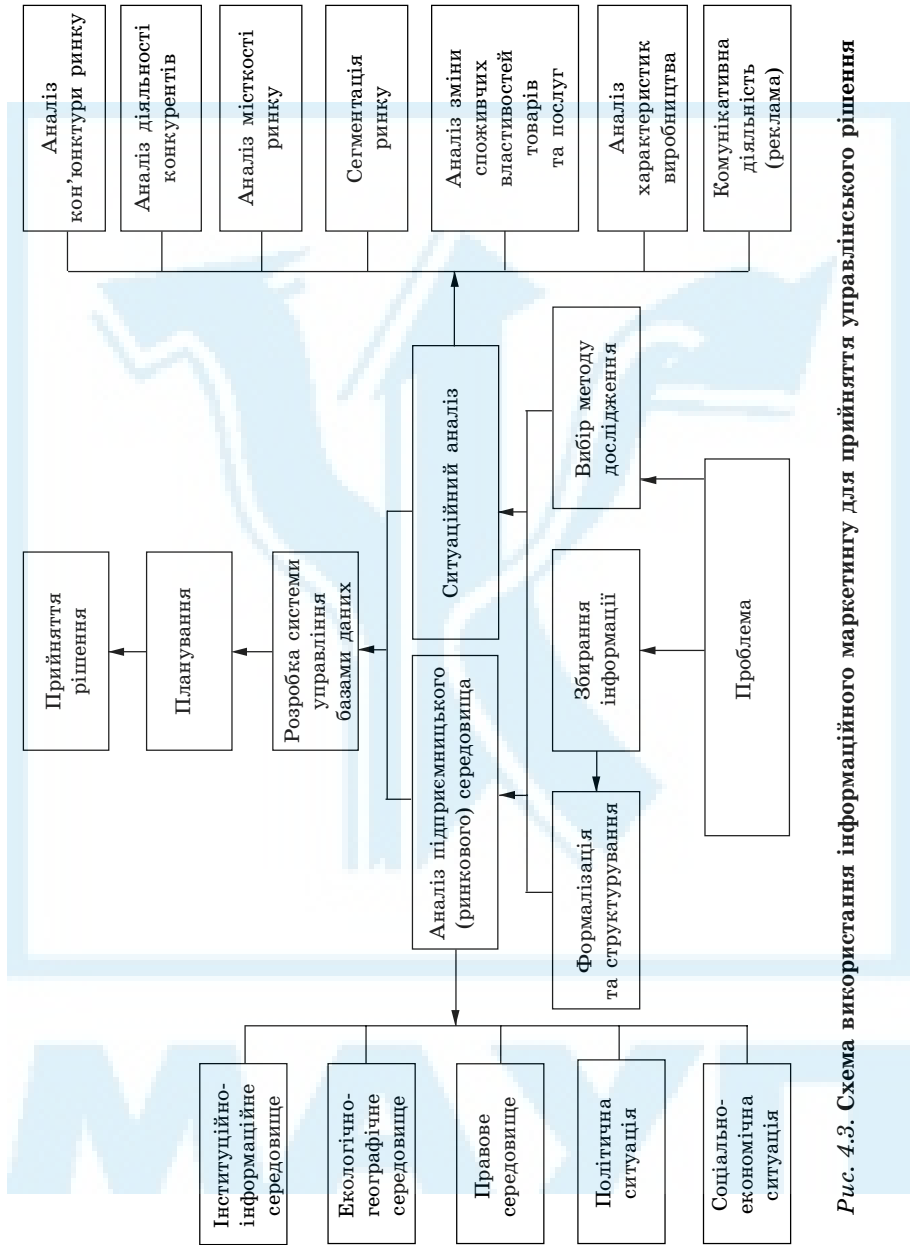 Прийняття
рішення
Планування
Розробка системи
управління
базами даних
Аналіз підприємницького
(ринкового) середовища
Ситуаційний аналіз
Формалізація
та структурування
Збирання
інформації
Вибір методу
дослідження
Проблема
Інституційно-
інформаційне
середовище
Екологічно-
географічне
середовище
Правове
середовище
Політична
ситуація
Соціально-
економічна
ситуація
Аналіз
кон’юнктури ринку
Аналіз діяльності
конкурентів
Аналіз місткості
ринку
Сегментація
ринку
Аналіз зміни
споживчих
властивостей
товарів
та послуг
Аналіз
характеристик
виробництва
Комунікативна
діяльність
(реклама)
Рис. 4.3. Схема використання інформаційного маркетингу для прийняття управлінського рішення
МАУП